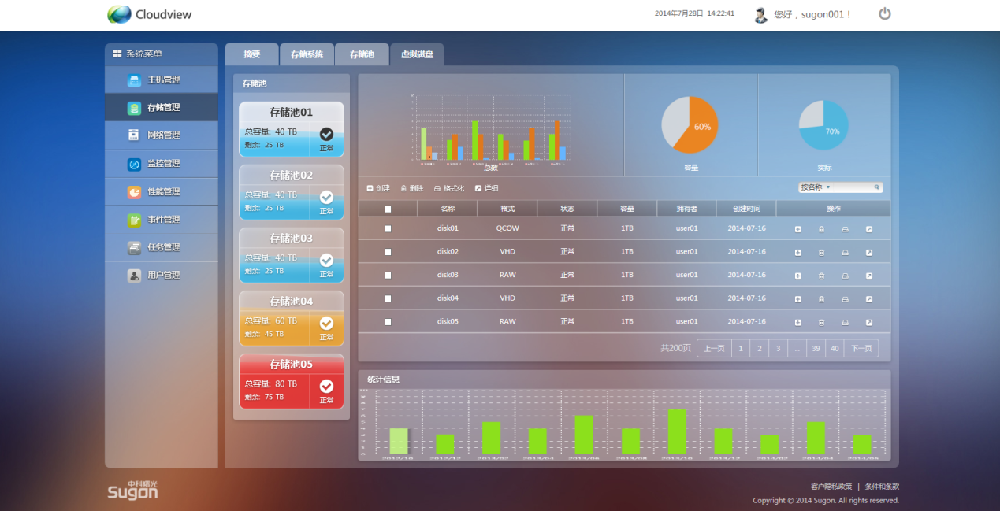 Cloudview
2014年7月28日 14:22:41
您好，sugon001！
系统菜单
主机管理
存储管理
网络管理
监控管理
性能管理
事件管理
任务管理
用户管理
摘要
存储系统
存储池
虚拟磁盘
存储池
存储池01
总容量: 40 TB
剩余: 25 TB
正常
存储池02
总容量: 40 TB
剩余: 25 TB
正常
存储池03
总容量: 40 TB
剩余: 25 TB
正常
存储池04
总容量: 60 TB
剩余: 45 TB
正常
存储池05
总容量: 80 TB
剩余: 75 TB
正常
总数
60%
容量
70%
实际
创建 删除 格式化 详细
按名称
名称 格式 状态 容量 拥有者 创建时间 操作
disk01 QCOW 正常 1TB user01 2014-07-16
disk02 VHD 正常 1TB user01 2014-07-16
disk03 RAW 正常 1TB user01 2014-07-16
disk04 VHD 正常 1TB user01 2014-07-16
disk05 RAW 正常 1TB user01 2014-07-16
共200页 上一页 1 2 3 ... 39 40 下一页
统计信息
中科曙光
Sugon
客户隐私政策 | 条件和条款
Copyright © 2014 Sugon. All rights reserved.